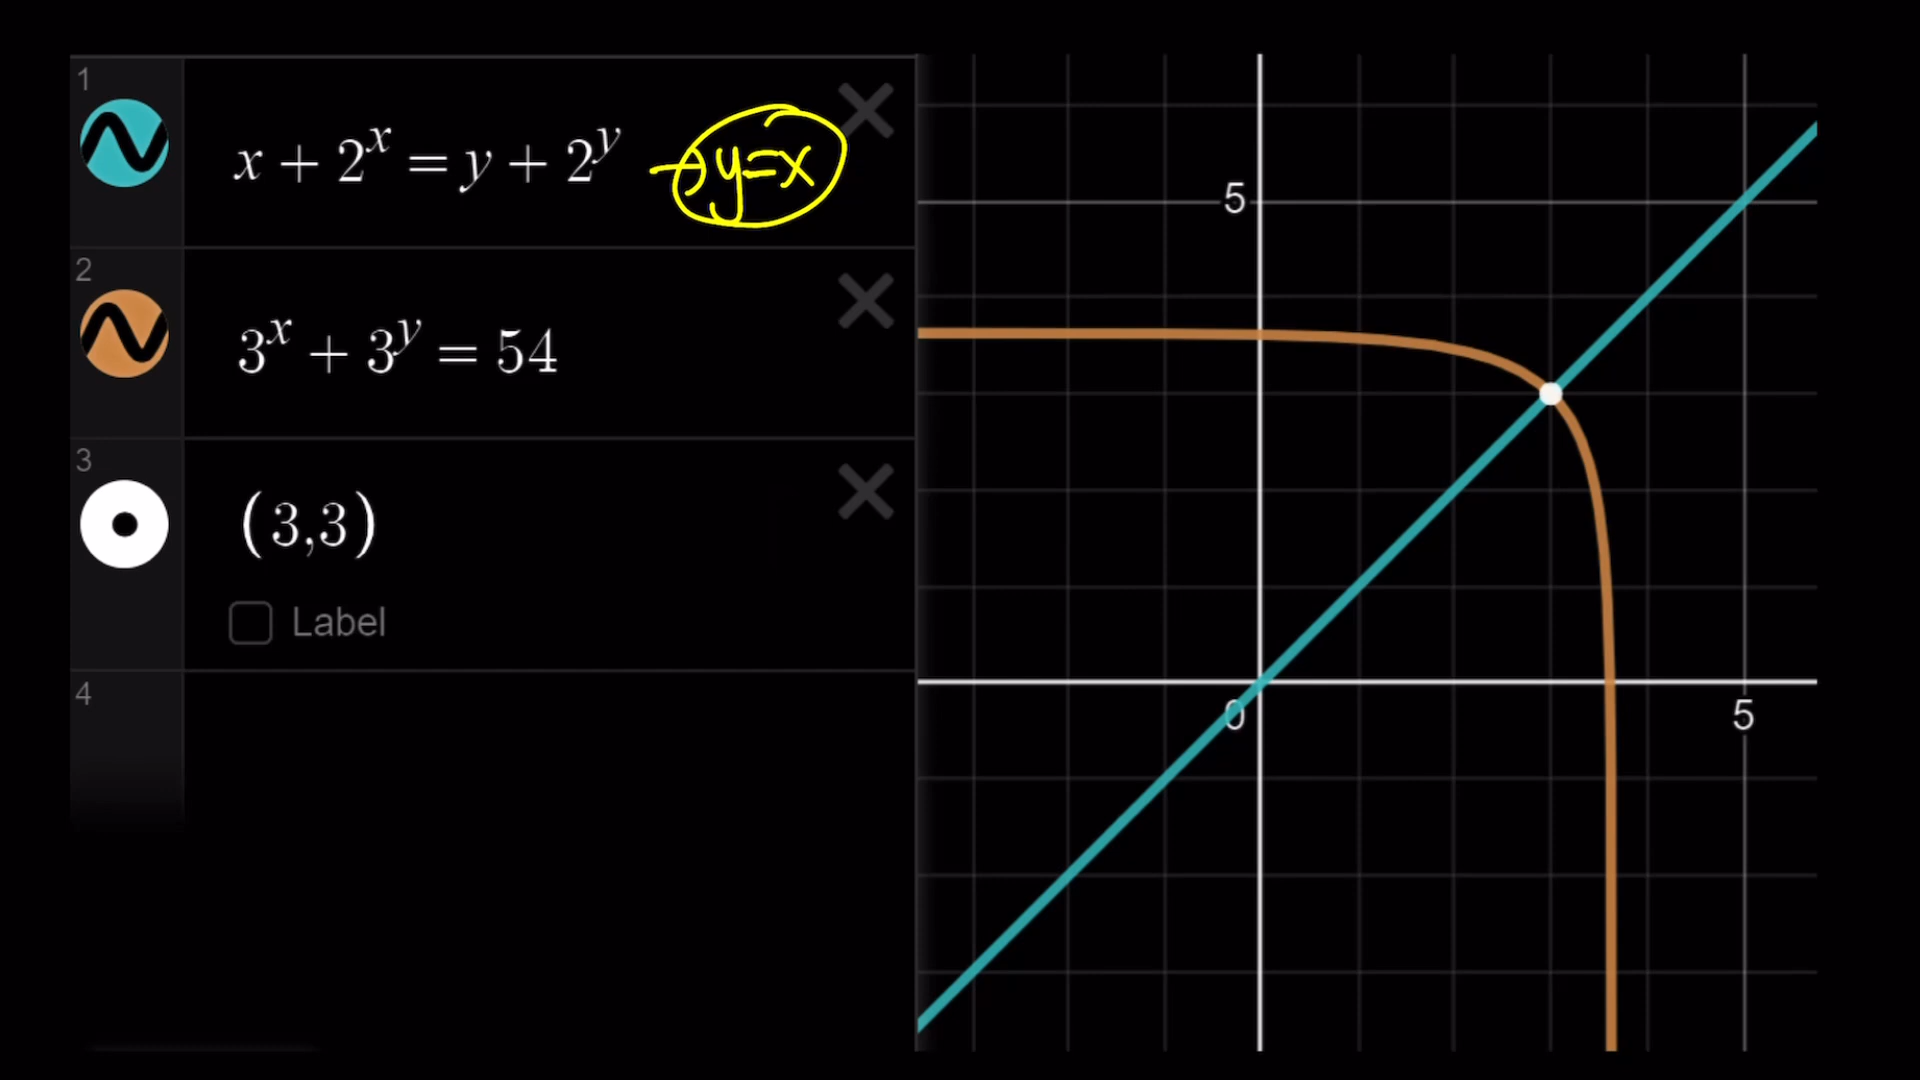 1
x + 2^x = y + 2^y → y=x
2
3^x + 3^y = 54
3
(3,3)
Label
4
5
0
5